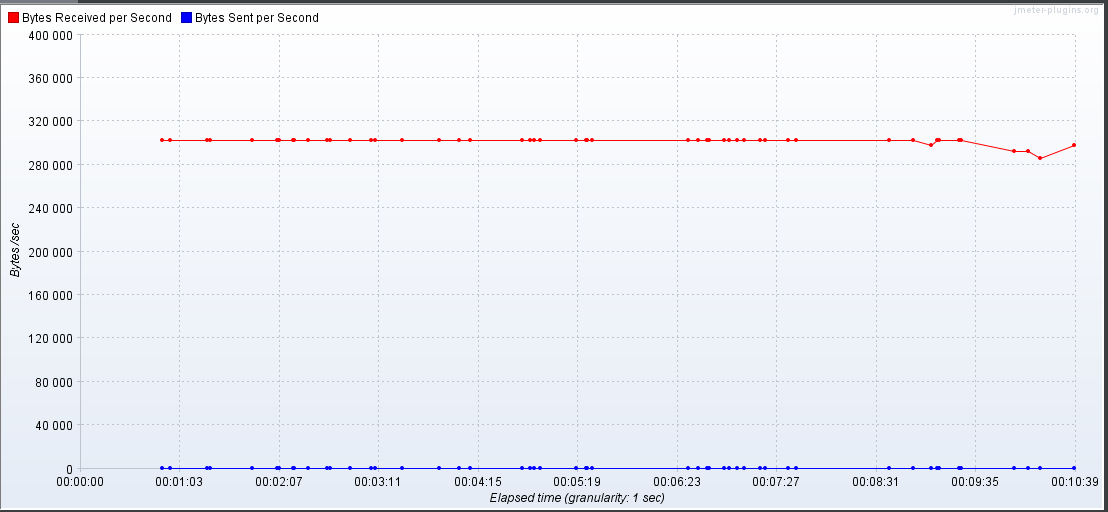 jmeter-plugins.org
Bytes Received per Second Bytes Sent per Second
400 000
360 000
320 000
280 000
240 000
200 000
160 000
120 000
80 000
40 000
0
Bytes /sec
00:00:00 00:01:03 00:02:07 00:03:11 00:04:15 00:05:19 00:06:23 00:07:27 00:08:31 00:09:35 00:10:39
Elapsed time (granularity: 1 sec)